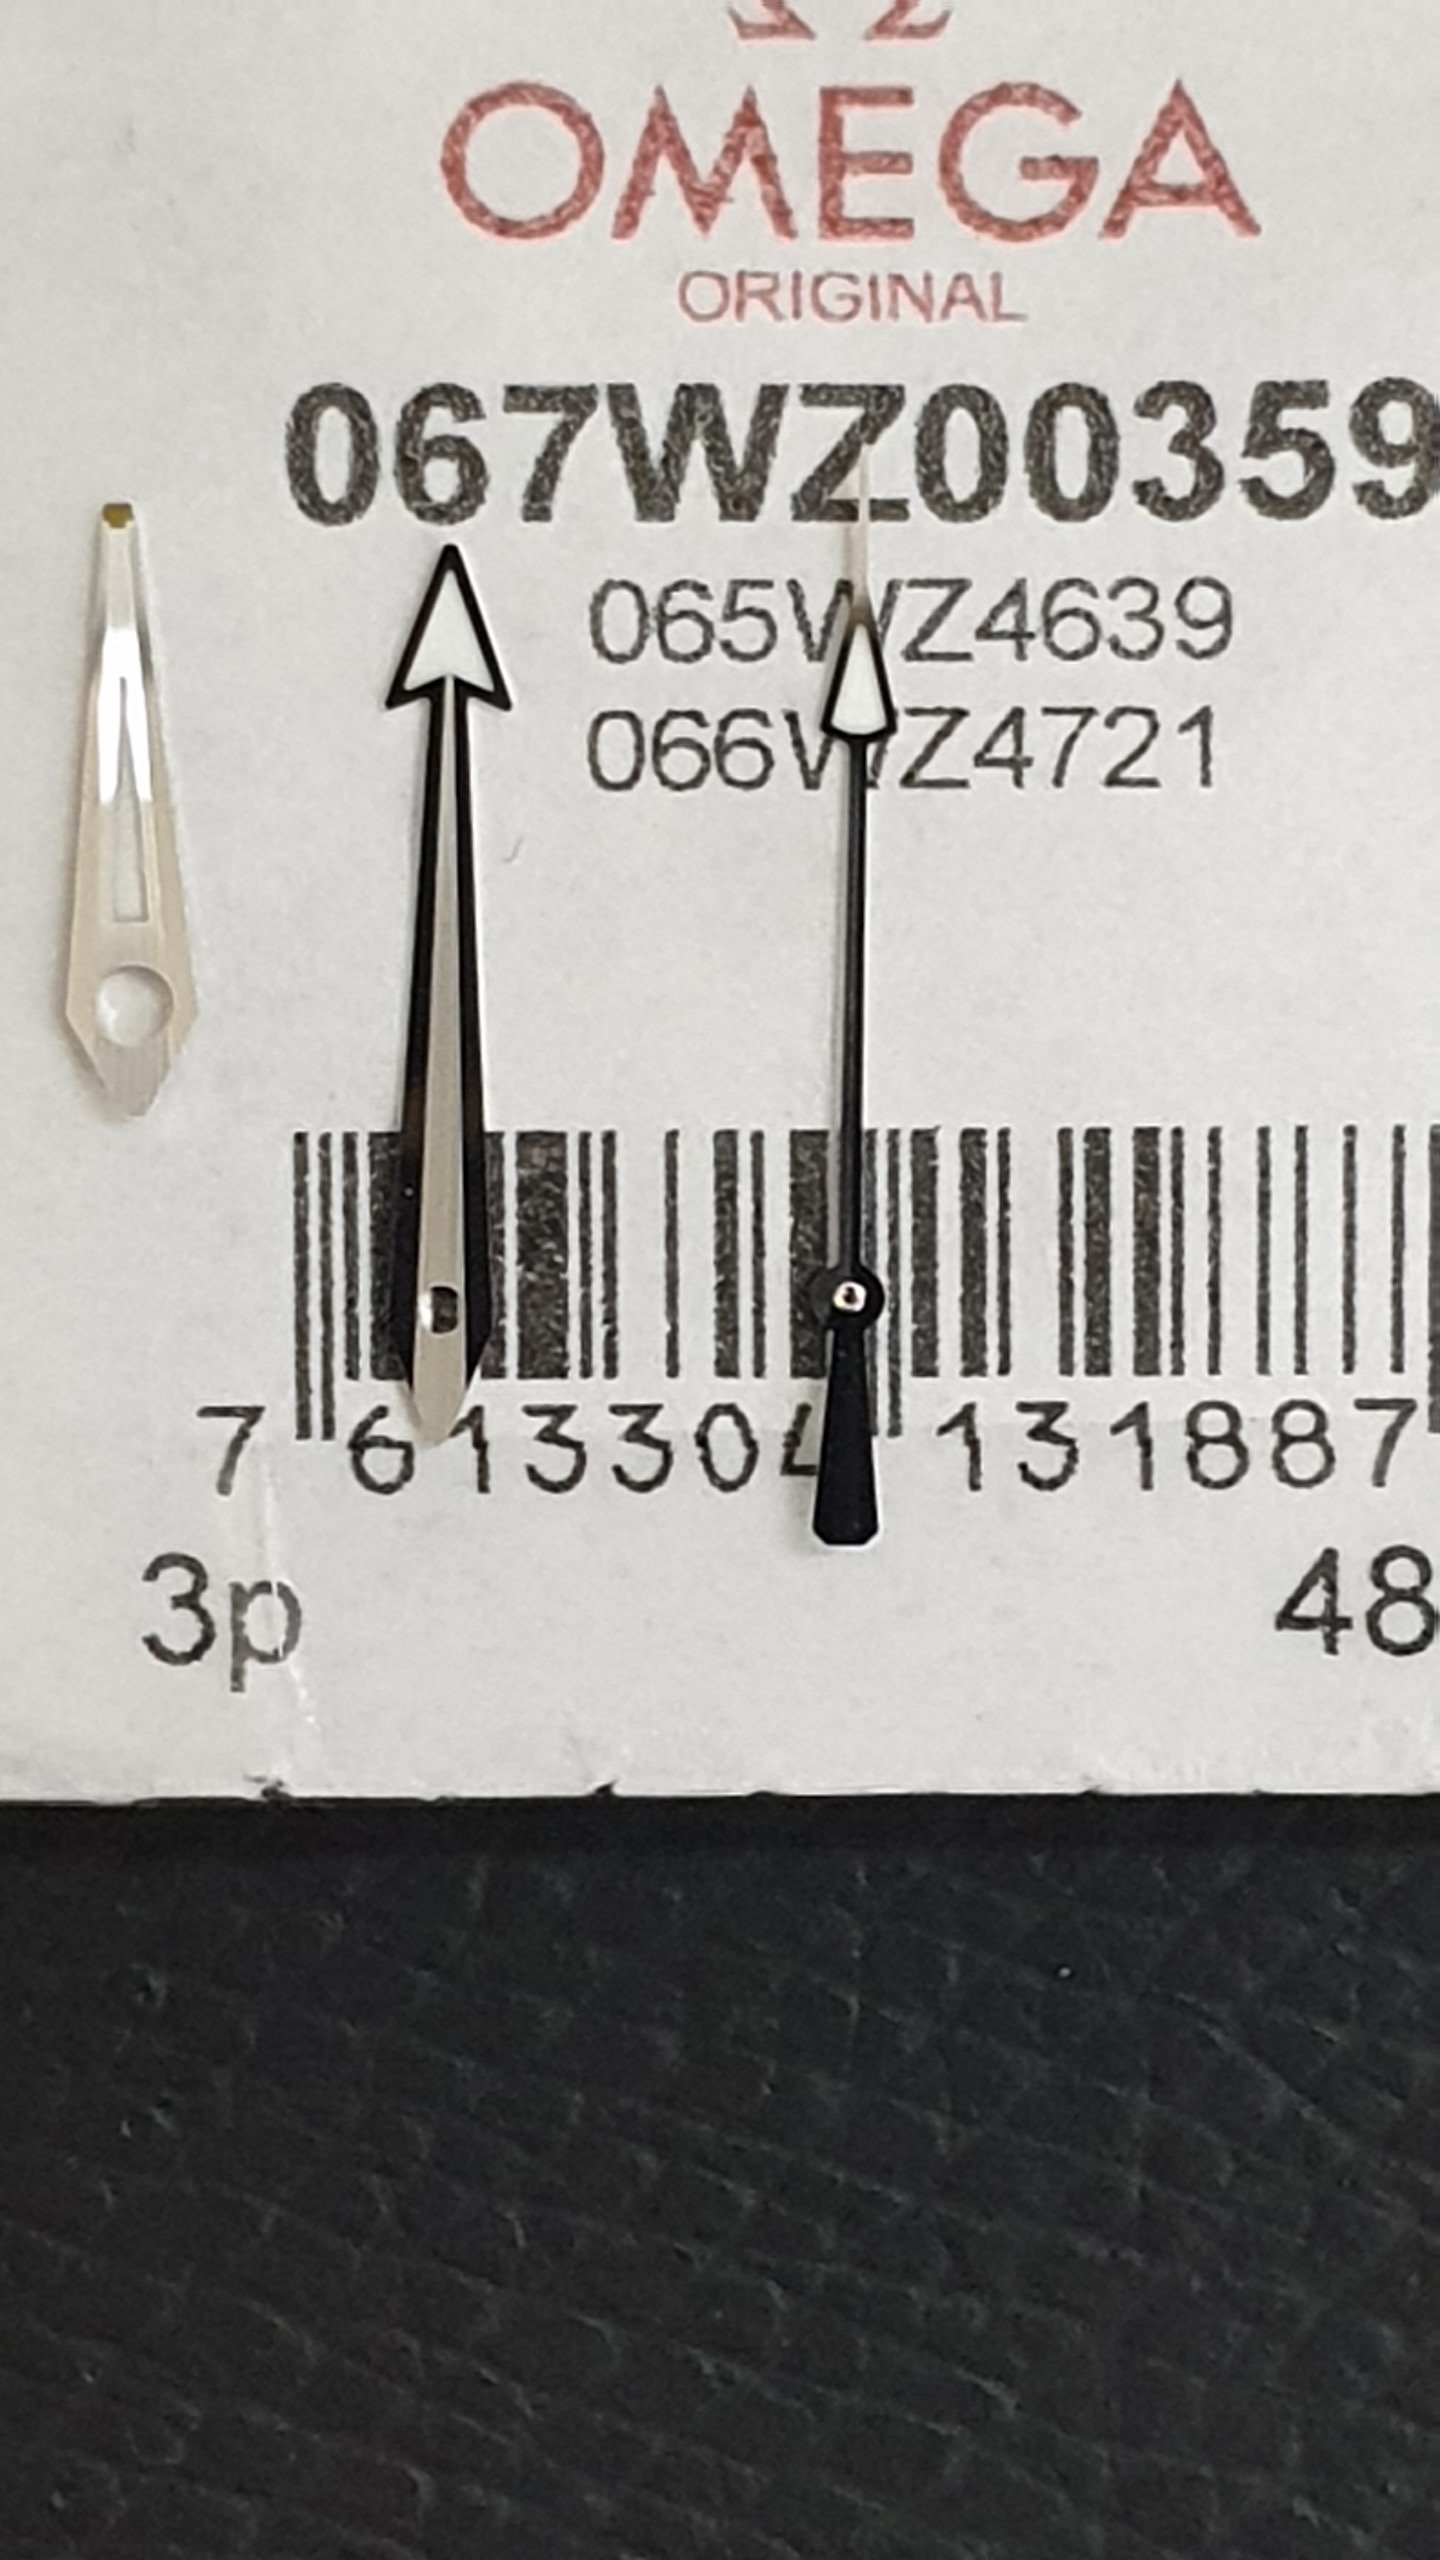 OMEGA
ORIGINAL
067WZ00359
065WZ4639
066WZ4721
7 613304 131887
3p 48